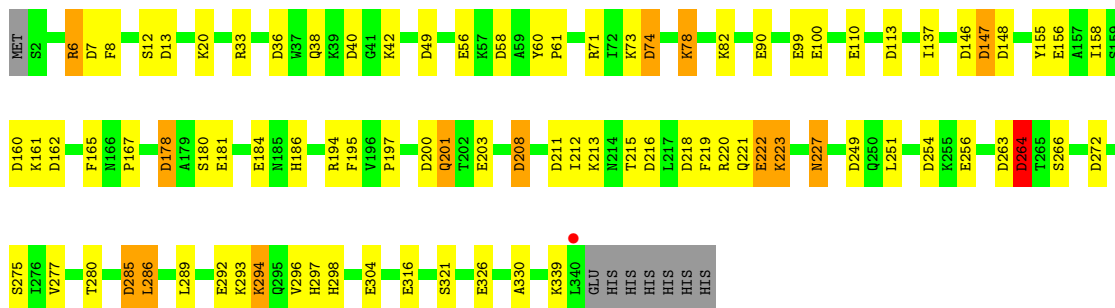 MET S2 R6 D7 F8 S12 D13 K20 R33 D36 W37 Q38 K39 D40 G41 K42 D49 E56 K57 D58 A59 Y60 P61 R71 I72 K73 D74 K78 K82 E90 E99 E100 E110 D113 I137 D146 D147 D148 Y155 E156 A157 I158 S159
D160 K161 D162 F165 N166 P167 D178 A179 S180 E181 E184 N185 H186 R194 F195 V196 P197 D200 Q201 T202 E203 D208 D211 I212 K213 N214 T215 D216 L217 D218 F219 R220 Q221 E222 K223 N227 D249 Q250 L251 D254 K255 E256 D263 D264 T265 S266 D272
S275 I276 V277 T280 D285 L286 L289 E292 K293 K294 Q295 V296 H297 H298 E304 E316 S321 E326 A330 K339 L340 GLU HIS HIS HIS HIS HIS HIS